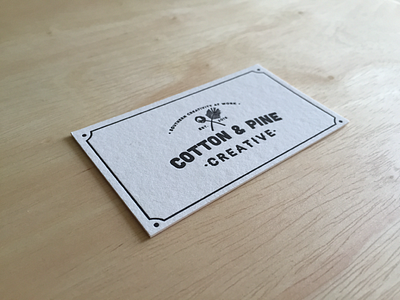 • SOUTHERN CREATIVITY AT WORK •
EST.
COTTON & PINE
•CREATIVE•